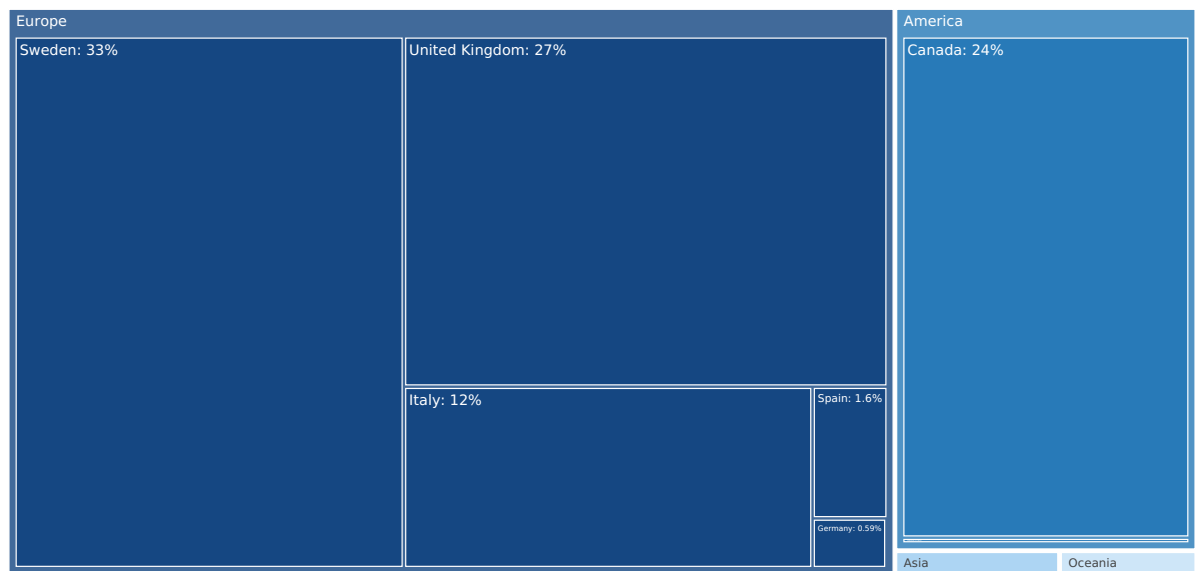 Europe
Sweden: 33%
United Kingdom: 27%
Italy: 12%
Spain: 1.6%
Germany: 0.59%
America
Canada: 24%
Asia
Oceania